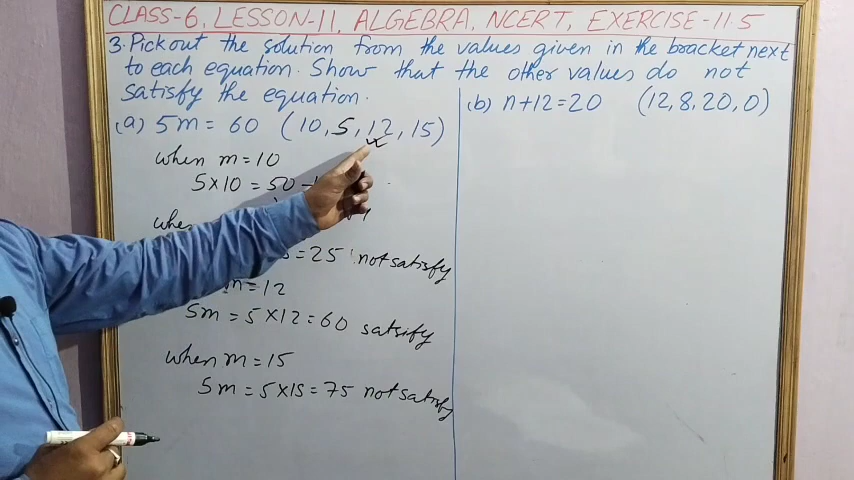 CLASS-6, LESSON-11, ALGEBRA, NCERT, EXERCISE-11.5
3. Pickout the solution from the values given in the bracket next
to each equation. Show that the other values do not
satisfy the equation.
(a) 5m = 60 (10, 5, 12, 15)
when m = 10
5×10 = 50
= 25 not satisfy
m = 12
5m = 5×12 = 60 satsify
when m = 15
5m = 5×15 = 75 not satisfy
(b) n+12 = 20 (12, 8, 20, 0)